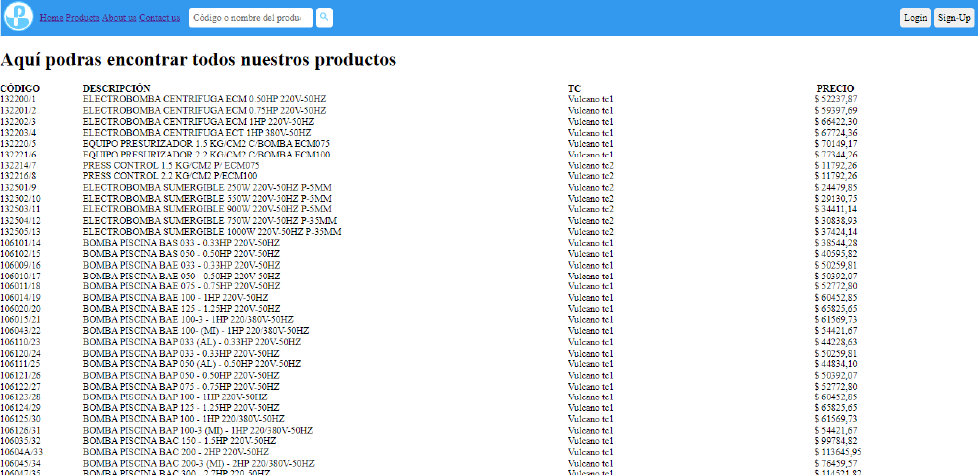 P Home Products About us Contact us Código o nombre del produc Login Sign-Up
Aquí podras encontrar todos nuestros productos
CÓDIGO DESCRIPCIÓN TC PRECIO
132200/1 ELECTROBOMBA CENTRIFUGA ECM 0.50HP 220V-50HZ Vulcano tc1 $ 52237,87
132201/2 ELECTROBOMBA CENTRIFUGA ECM 0.75HP 220V-50HZ Vulcano tc1 $ 59397,69
132202/3 ELECTROBOMBA CENTRIFUGA ECM 1HP 220V-50HZ Vulcano tc1 $ 66422,30
132203/4 ELECTROBOMBA CENTRIFUGA ECT 1HP 380V-50HZ Vulcano tc1 $ 67724,36
132220/5 EQUIPO PRESURIZADOR 1.5 KG/CM2 C/BOMBA ECM075 Vulcano tc1 $ 70149,17
132221/6 EQUIPO PRESURIZADOR 2.2 KG/CM2 C/BOMBA ECM100 Vulcano tc1 $ 77344,26
132214/7 PRESS CONTROL 1.5 KG/CM2 P/ ECM075 Vulcano tc2 $ 11792,26
132216/8 PRESS CONTROL 2.2 KG/CM2 P/ECM100 Vulcano tc2 $ 11792,26
132501/9 ELECTROBOMBA SUMERGIBLE 250W 220V-50HZ P-5MM Vulcano tc2 $ 24479,85
132502/10 ELECTROBOMBA SUMERGIBLE 550W 220V-50HZ P-5MM Vulcano tc2 $ 29130,75
132503/11 ELECTROBOMBA SUMERGIBLE 900W 220V-50HZ P-5MM Vulcano tc2 $ 34411,14
132504/12 ELECTROBOMBA SUMERGIBLE 750W 220V-50HZ P-35MM Vulcano tc2 $ 30838,93
132505/13 ELECTROBOMBA SUMERGIBLE 1000W 220V-50HZ P-35MM Vulcano tc2 $ 37424,14
106101/14 BOMBA PISCINA BAS 033 - 0.33HP 220V-50HZ Vulcano tc1 $ 38544,28
106102/15 BOMBA PISCINA BAS 050 - 0.50HP 220V-50HZ Vulcano tc1 $ 40595,82
106009/16 BOMBA PISCINA BAE 033 - 0.33HP 220V-50HZ Vulcano tc1 $ 50259,81
106010/17 BOMBA PISCINA BAE 050 - 0.50HP 220V-50HZ Vulcano tc1 $ 50392,07
106011/18 BOMBA PISCINA BAE 075 - 0.75HP 220V-50HZ Vulcano tc1 $ 52772,80
106014/19 BOMBA PISCINA BAE 100 - 1HP 220V-50HZ Vulcano tc1 $ 60452,85
106020/20 BOMBA PISCINA BAE 125 - 1.25HP 220V-50HZ Vulcano tc1 $ 65825,65
106015/21 BOMBA PISCINA BAE 100-3 - 1HP 220/380V-50HZ Vulcano tc1 $ 61569,73
106043/22 BOMBA PISCINA BAE 100- (MI) - 1HP 220/380V-50HZ Vulcano tc1 $ 54421,67
106110/23 BOMBA PISCINA BAP 033 (AL) - 0.33HP 220V-50HZ Vulcano tc1 $ 44228,63
106120/24 BOMBA PISCINA BAP 033 - 0.33HP 220V-50HZ Vulcano tc1 $ 50259,81
106111/25 BOMBA PISCINA BAP 050 (AL) - 0.50HP 220V-50HZ Vulcano tc1 $ 44834,10
106121/26 BOMBA PISCINA BAP 050 - 0.50HP 220V-50HZ Vulcano tc1 $ 50392,07
106122/27 BOMBA PISCINA BAP 075 - 0.75HP 220V-50HZ Vulcano tc1 $ 52772,80
106123/28 BOMBA PISCINA BAP 100 - 1HP 220V-50HZ Vulcano tc1 $ 60452,85
106124/29 BOMBA PISCINA BAP 125 - 1.25HP 220V-50HZ Vulcano tc1 $ 65825,65
106125/30 BOMBA PISCINA BAP 100 - 1HP 220/380V-50HZ Vulcano tc1 $ 61569,73
106126/31 BOMBA PISCINA BAP 100-3 (MI) - 1HP 220/380V-50HZ Vulcano tc1 $ 54421,67
106035/32 BOMBA PISCINA BAC 150 - 1.5HP 220V-50HZ Vulcano tc1 $ 99784,82
10604A/33 BOMBA PISCINA BAC 200 - 2HP 220V-50HZ Vulcano tc1 $ 113645,95
106045/34 BOMBA PISCINA BAC 200-3 (MI) - 2HP 220/380V-50HZ Vulcano tc1 $ 76459,57
106047/35 BOMBA PISCINA BAC 300 - 2.7HP 220-50HZ Vulcano tc1 $ 114521,82